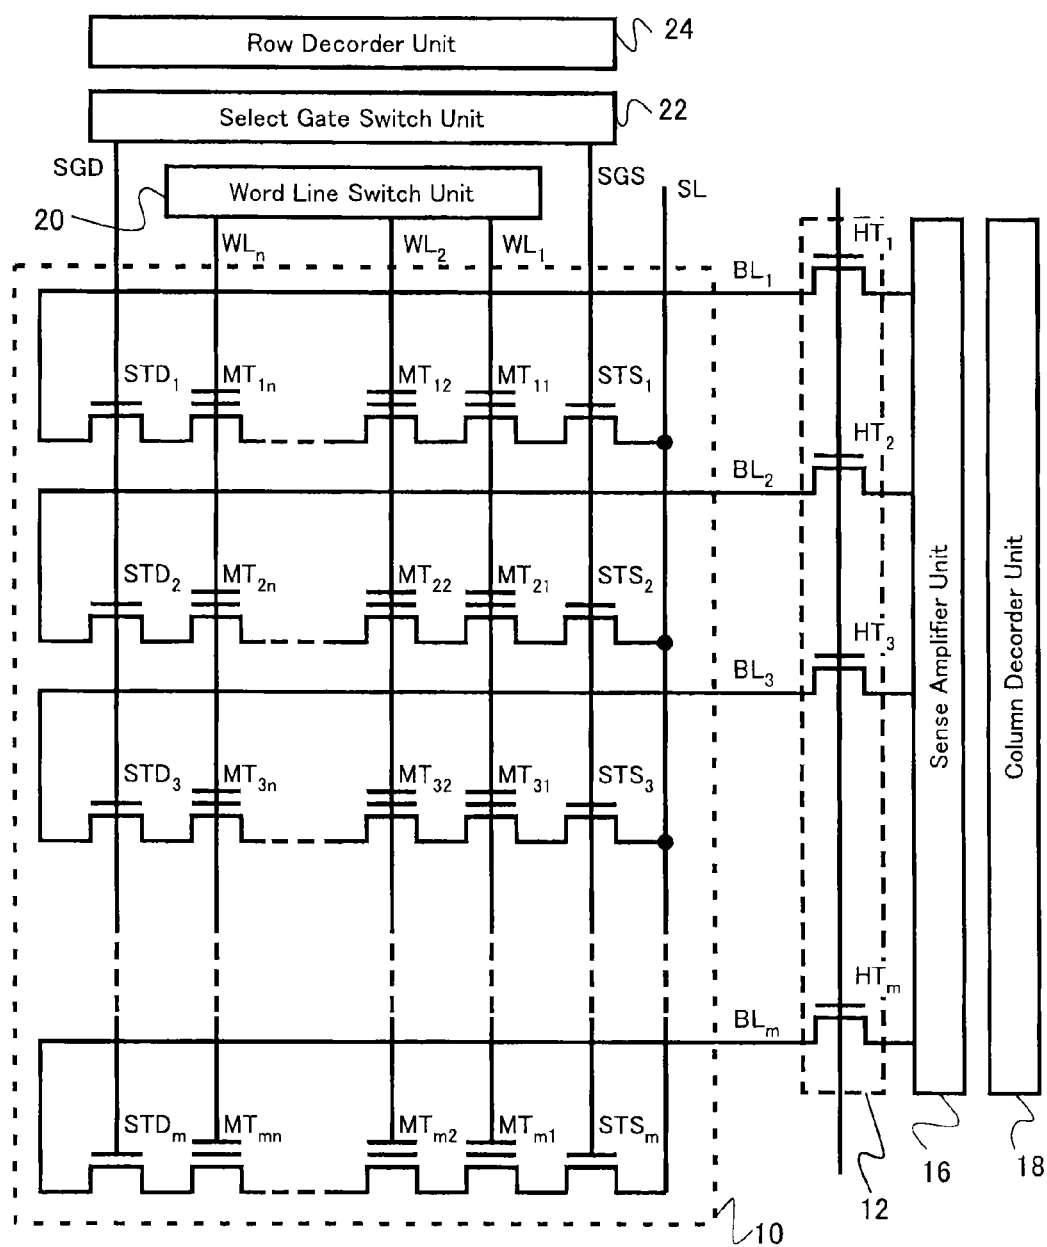 Row Decorder Unit
24
Select Gate Switch Unit
22
SGD
SGS
SL
Word Line Switch Unit
20
WLn
WL2
WL1
HT1
BL1
STD1
MT1n
MT12
MT11
STS1
HT2
BL2
STD2
MT2n
MT22
MT21
STS2
HT3
BL3
STD3
MT3n
MT32
MT31
STS3
Sense Amplifier Unit
Column Decorder Unit
HTm
BLm
STDm
MTmn
MTm2
MTm1
STSm
10
12
16
18